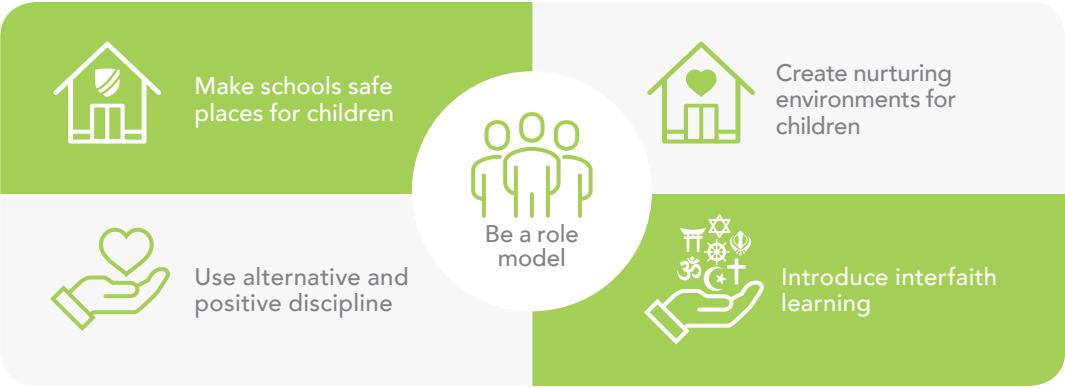 Make schools safe
places for children
Create nurturing
environments for
children
Be a role
model
Use alternative and
positive discipline
Introduce interfaith
learning